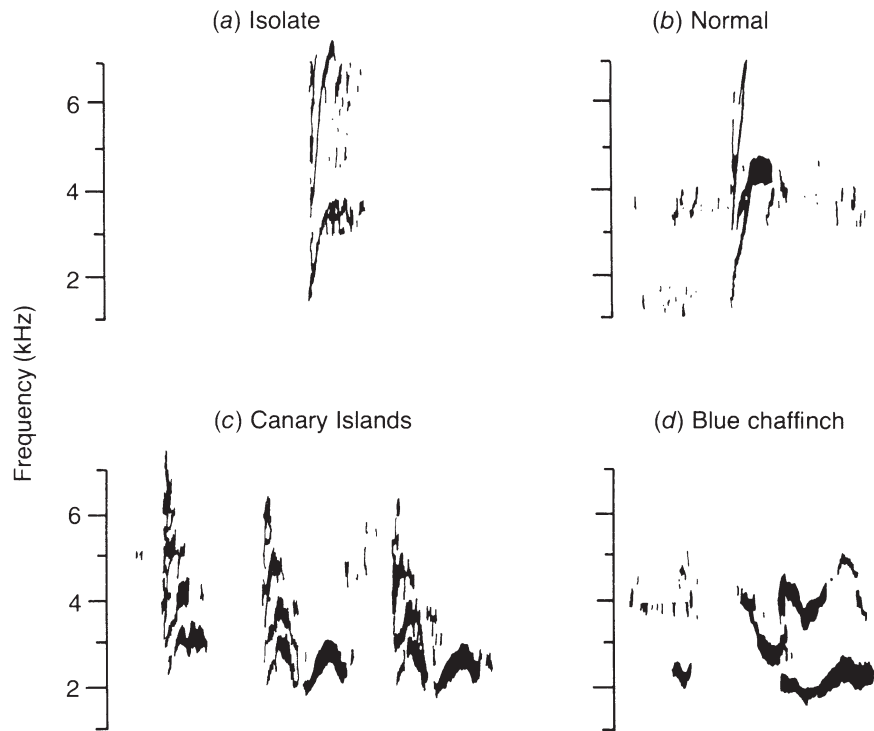 (a) Isolate
(b) Normal
6
4
2
Frequency (kHz)
(c) Canary Islands
(d) Blue chaffinch
6
4
2